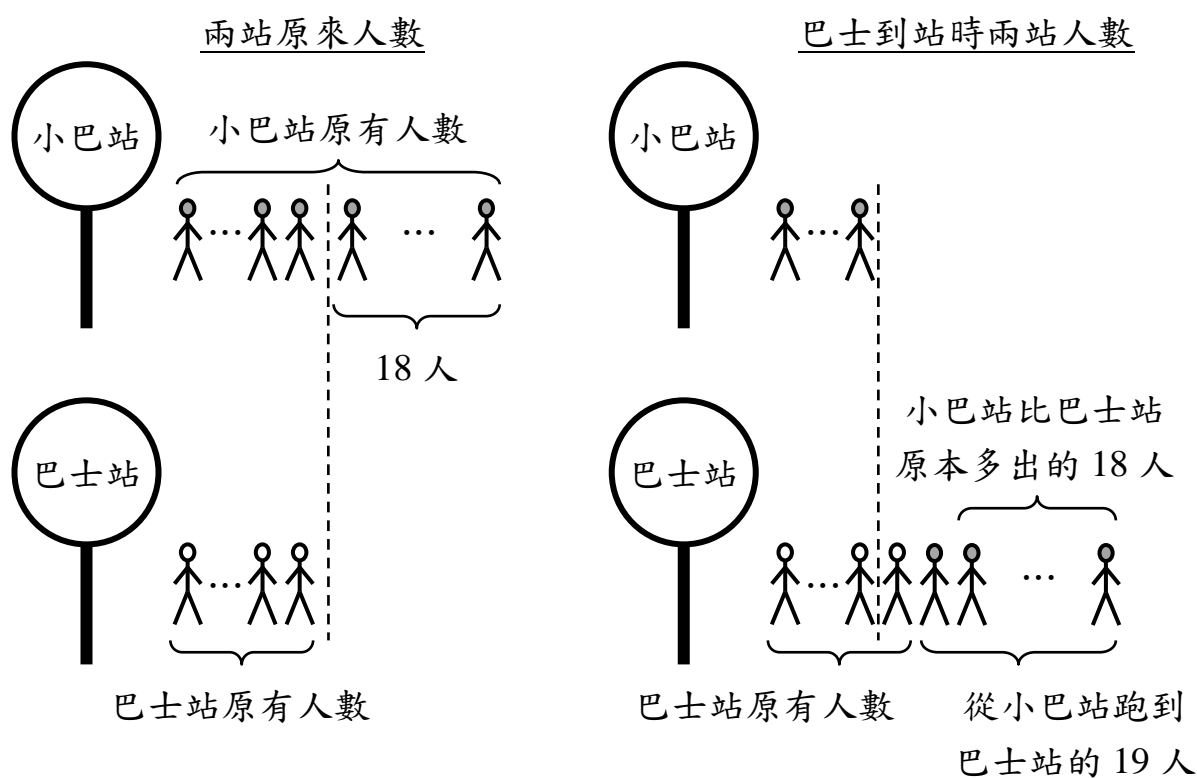 兩站原來人數
小巴站
小巴站原有人數
…
…
18 人
巴士站
…
巴士站原有人數
巴士到站時兩站人數
小巴站
…
小巴站比巴士站
原本多出的 18 人
巴士站
…
…
巴士站原有人數
從小巴站跑到
巴士站的 19 人